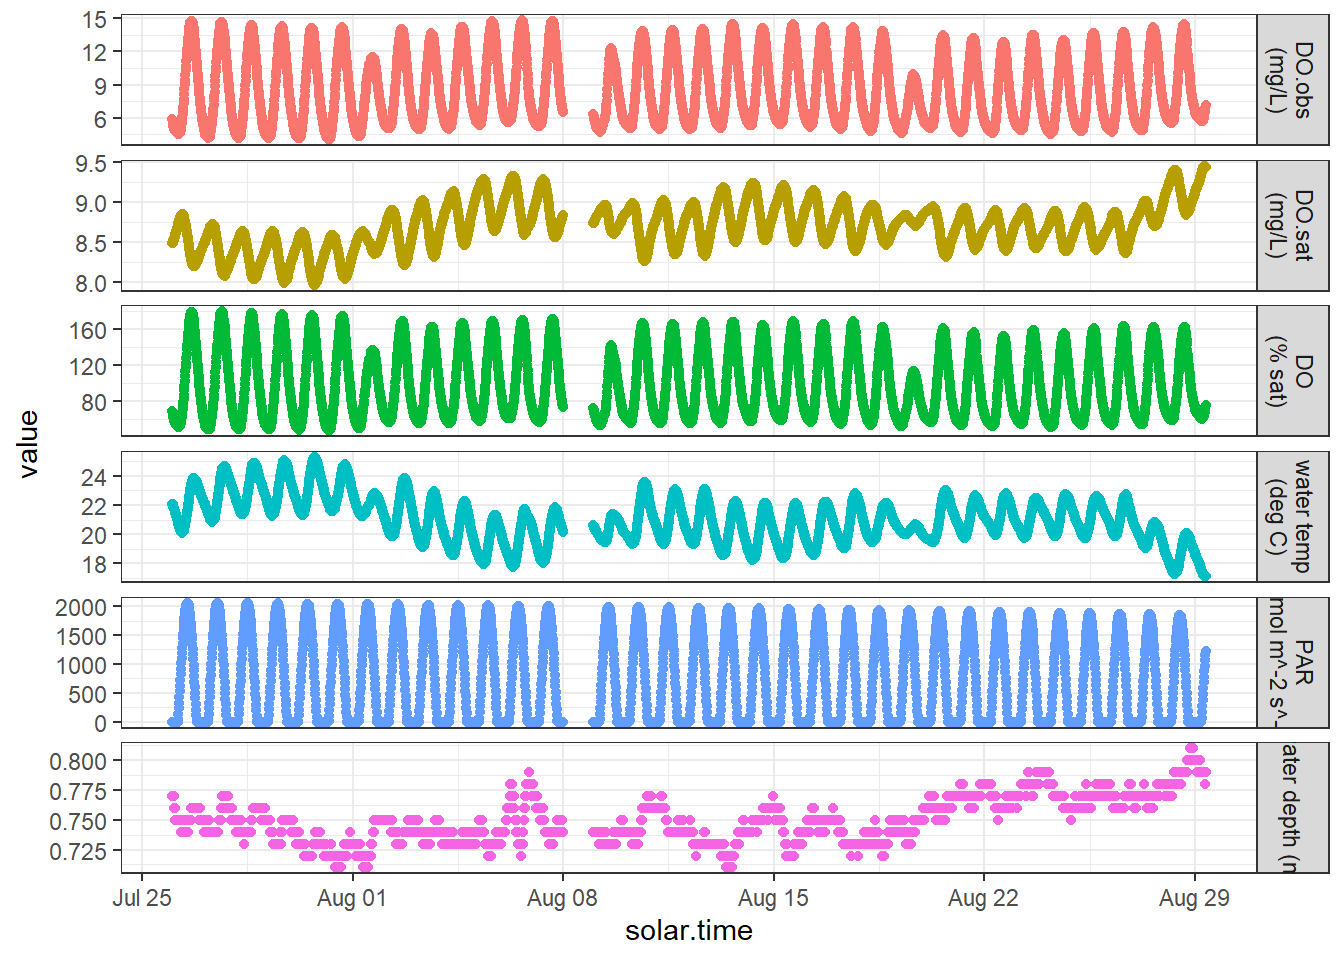 15
12
9
6
DO.obs
(mg/L)
9.5
9.0
8.5
8.0
DO.sat
(mg/L)
160
120
80
DO
(% sat)
24
22
20
18
water temp
(deg C)
2000
1500
1000
500
0
PAR
mol m^-2 s^-
0.800
0.775
0.750
0.725
ater depth (
value
Jul 25
Aug 01
Aug 08
Aug 15
Aug 22
Aug 29
solar.time